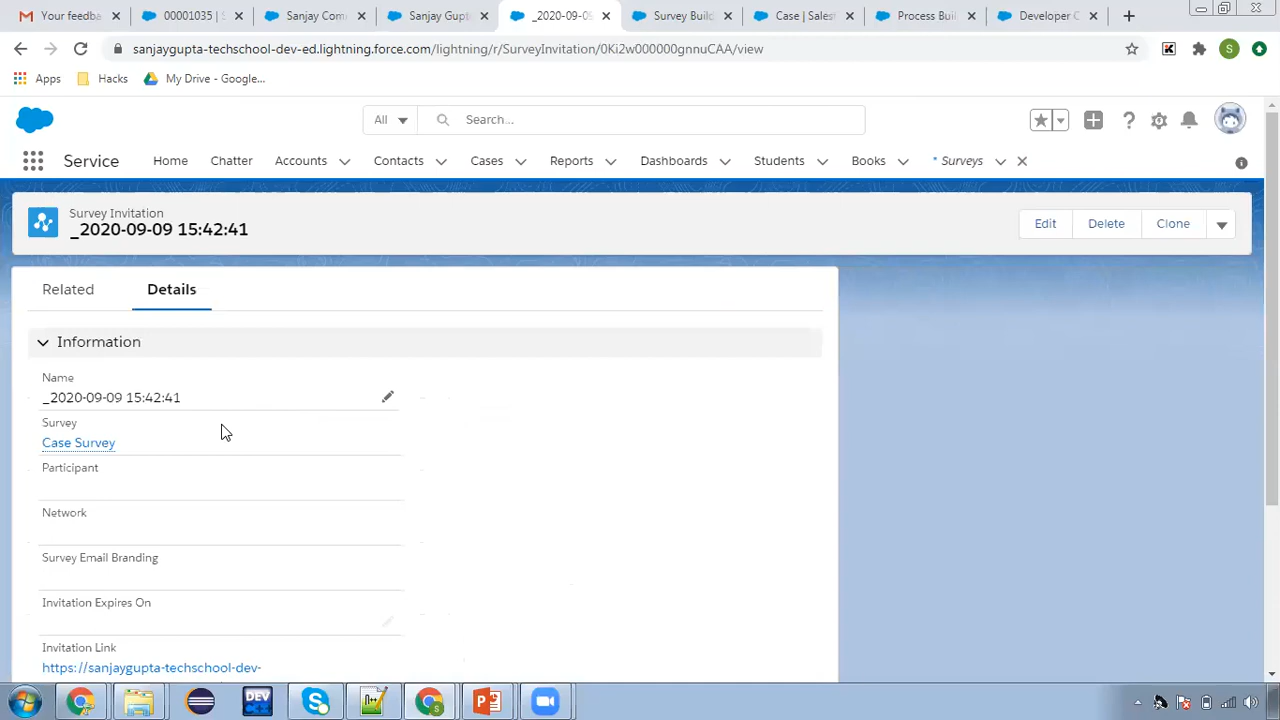 Your feedba
00001035 | S
Sanjay Com
Sanjay Gupt
_2020-09-09
Survey Build
Case | Salesf
Process Buil
Developer C
sanjaygupta-techschool-dev-ed.lightning.force.com/lightning/r/SurveyInvitation/0Ki2w000000gnnuCAA/view
S
Apps
Hacks
My Drive - Google...
All
Search...
Service
Home
Chatter
Accounts
Contacts
Cases
Reports
Dashboards
Students
Books
* Surveys
Survey Invitation
_2020-09-09 15:42:41
Edit
Delete
Clone
Related
Details
Information
Name
_2020-09-09 15:42:41
Survey
Case Survey
Participant
Network
Survey Email Branding
Invitation Expires On
Invitation Link
https://sanjaygupta-techschool-dev-
DEV
C++